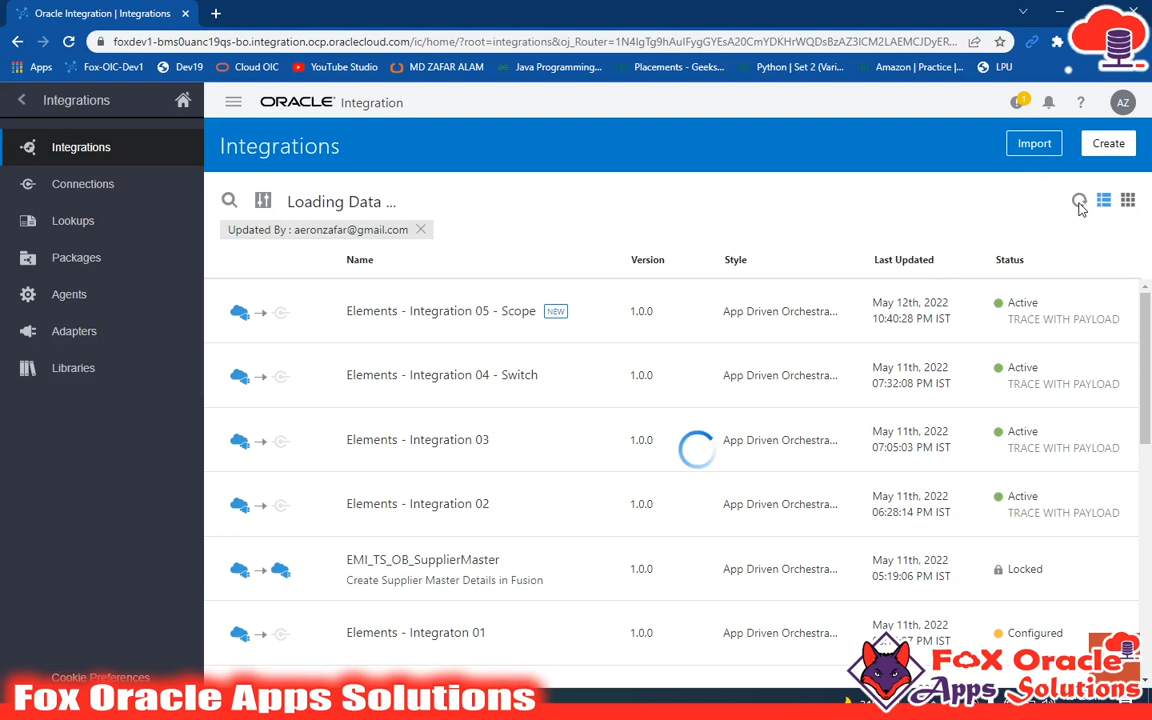 Oracle Integration | Integrations
foxdev1-bms0uanc19qs-bo.integration.ocp.oraclecloud.com/ic/home/?root=integrations&oj_Router=1N4IgTg9hAuIFygGYEsA20CmYDKHrWQDsBzAZ3ICM2LAEMCJDyER...
Apps Fox-OIC-Dev1 Dev19 Cloud OIC YouTube Studio MD ZAFAR ALAM Java Programming... Placements - Geeks... Python | Set 2 (Vari... Amazon | Practice |... LPU
Integrations
ORACLE Integration
1
AZ
Integrations
Import
Create
Integrations
Connections
Lookups
Packages
Agents
Adapters
Libraries
Cookie Preferences
Loading Data ...
Updated By : aeronzafar@gmail.com
Name Version Style Last Updated Status
Elements - Integration 05 - Scope NEW 1.0.0 App Driven Orchestra... May 12th, 2022 Active
10:40:28 PM IST TRACE WITH PAYLOAD
Elements - Integration 04 - Switch 1.0.0 App Driven Orchestra... May 11th, 2022 Active
07:32:08 PM IST TRACE WITH PAYLOAD
Elements - Integration 03 1.0.0 App Driven Orchestra... May 11th, 2022 Active
07:05:03 PM IST TRACE WITH PAYLOAD
Elements - Integration 02 1.0.0 App Driven Orchestra... May 11th, 2022 Active
06:28:14 PM IST TRACE WITH PAYLOAD
EMI_TS_OB_SupplierMaster 1.0.0 App Driven Orchestra... May 11th, 2022 Locked
Create Supplier Master Details in Fusion 05:19:06 PM IST
Elements - Integraton 01 1.0.0 App Driven Orchestra... May 11th, 2022 Configured
PM IST
Fox Oracle Apps Solutions
FOX Oracle
Apps Solutions